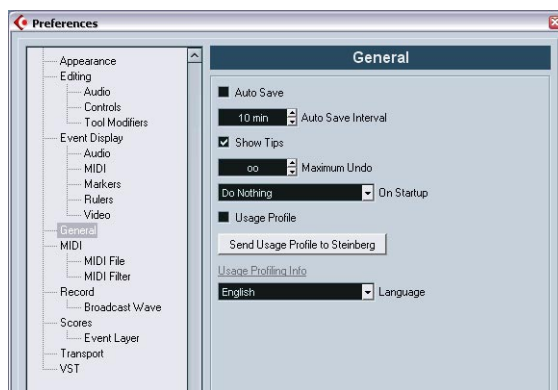 Preferences
Appearance
Editing
Audio
Controls
Tool Modifiers
Event Display
Audio
MIDI
Markers
Rulers
Video
General
MIDI
MIDI File
MIDI Filter
Record
Broadcast Wave
Scores
Event Layer
Transport
VST
General
Auto Save
10 min Auto Save Interval
Show Tips
oo Maximum Undo
Do Nothing On Startup
Usage Profile
Send Usage Profile to Steinberg
Usage Profiling Info
English Language